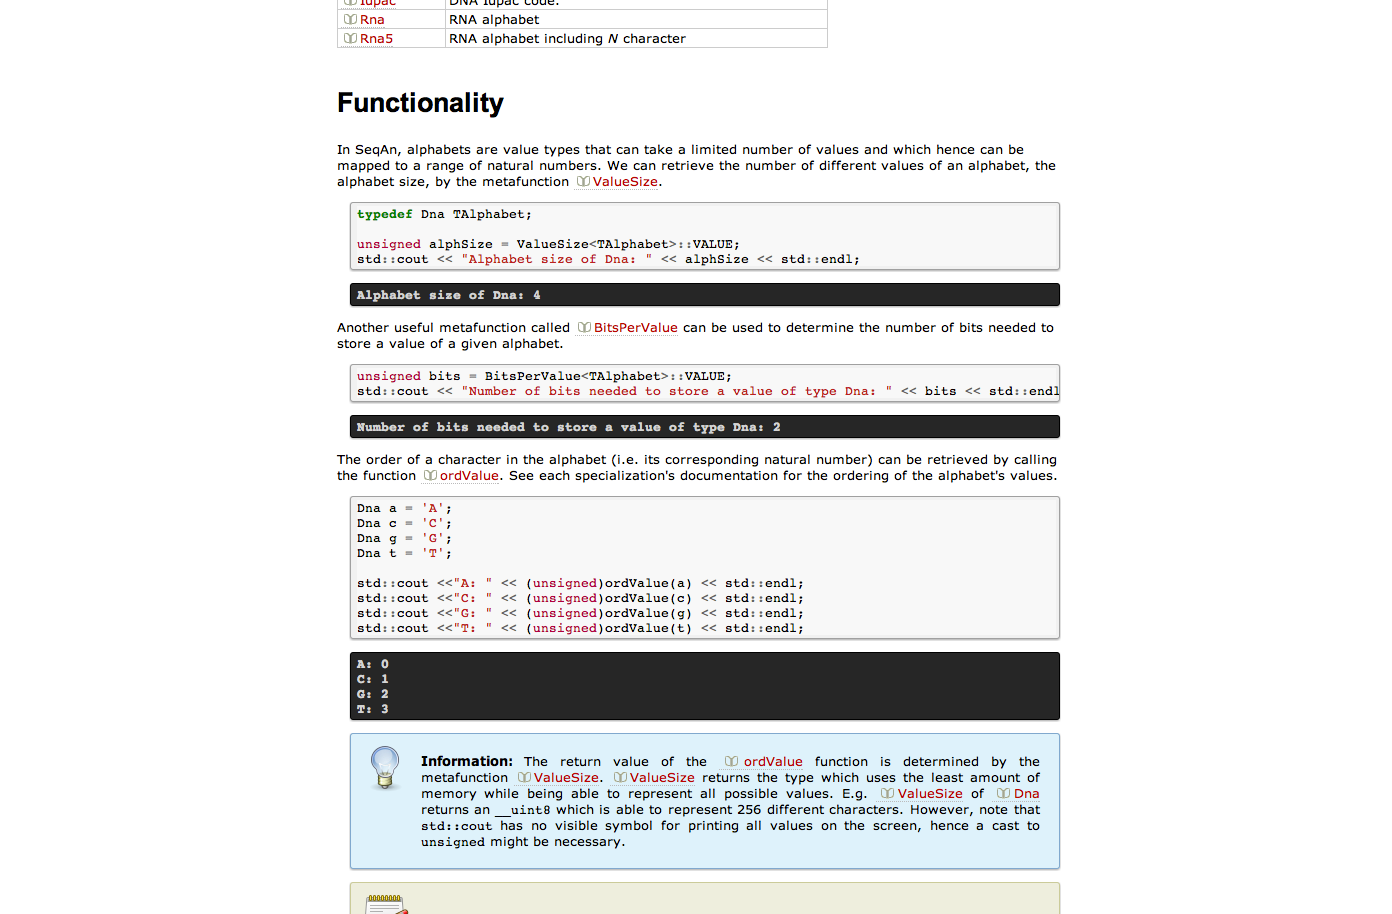 Iupac DNA Iupac code.
Rna RNA alphabet
Rna5 RNA alphabet including N character
Functionality
In SeqAn, alphabets are value types that can take a limited number of values and which hence can be
mapped to a range of natural numbers. We can retrieve the number of different values of an alphabet, the
alphabet size, by the metafunction ValueSize.
typedef Dna TAlphabet;
unsigned alphSize = ValueSize<TAlphabet>::VALUE;
std::cout << "Alphabet size of Dna: " << alphSize << std::endl;
Alphabet size of Dna: 4
Another useful metafunction called BitsPerValue can be used to determine the number of bits needed to
store a value of a given alphabet.
unsigned bits = BitsPerValue<TAlphabet>::VALUE;
std::cout << "Number of bits needed to store a value of type Dna: " << bits << std::endl
Number of bits needed to store a value of type Dna: 2
The order of a character in the alphabet (i.e. its corresponding natural number) can be retrieved by calling
the function ordValue. See each specialization's documentation for the ordering of the alphabet's values.
Dna a = 'A';
Dna c = 'C';
Dna g = 'G';
Dna t = 'T';
std::cout <<"A: " << (unsigned)ordValue(a) << std::endl;
std::cout <<"C: " << (unsigned)ordValue(c) << std::endl;
std::cout <<"G: " << (unsigned)ordValue(g) << std::endl;
std::cout <<"T: " << (unsigned)ordValue(t) << std::endl;
A: 0
C: 1
G: 2
T: 3
Information: The return value of the ordValue function is determined by the
metafunction ValueSize. ValueSize returns the type which uses the least amount of
memory while being able to represent all possible values. E.g. ValueSize of Dna
returns an __uint8 which is able to represent 256 different characters. However, note that
std::cout has no visible symbol for printing all values on the screen, hence a cast to
unsigned might be necessary.